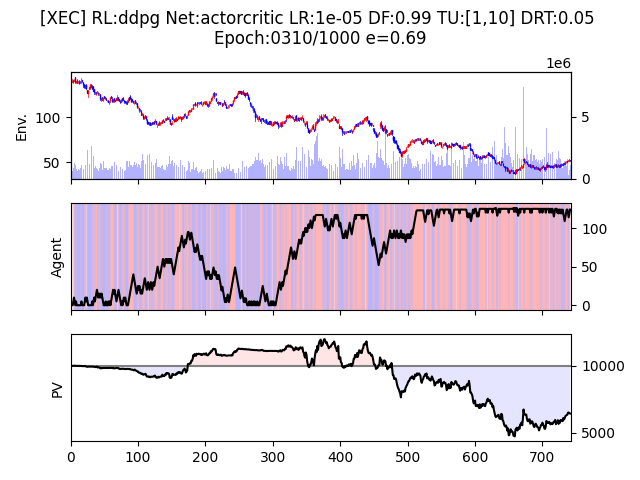 [XEC] RL:ddpg Net:actorcritic LR:1e-05 DF:0.99 TU:[1,10] DRT:0.05
Epoch:0310/1000 e=0.69
1e6
Env.
100
50
5
0
Agent
100
50
0
PV
10000
5000
0 100 200 300 400 500 600 700